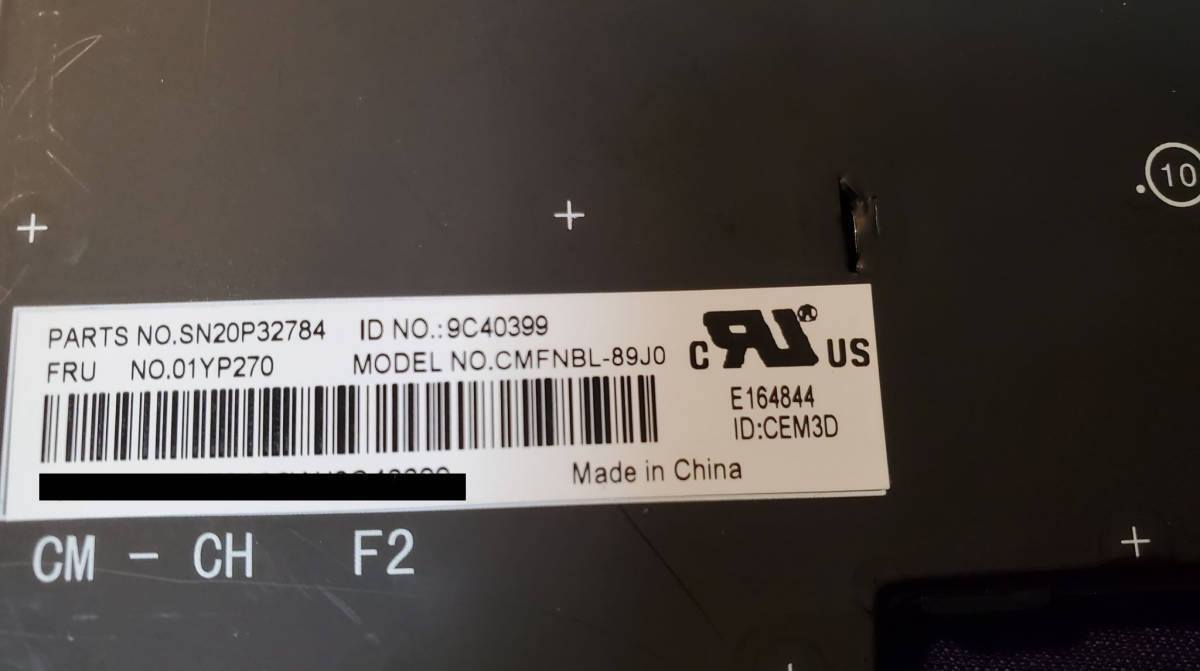 10
PARTS NO.SN20P32784 ID NO.:9C40399
FRU NO.01YP270 MODEL NO.CMFNBL-89J0
C RU ® US
E164844
ID:CEM3D
Made in China
CM - CH F2